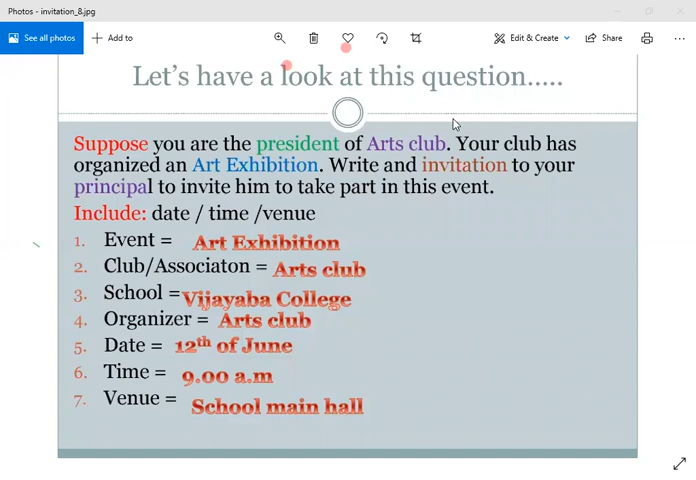 Photos - invitation_8.jpg
See all photos
Add to
Edit & Create
Share
Let's have a look at this question.....
Suppose you are the president of Arts club. Your club has
organized an Art Exhibition. Write and invitation to your
principal to invite him to take part in this event.
Include: date / time /venue
1. Event = Art Exhibition
2. Club/Associaton = Arts club
3. School =Vijayaba College
4. Organizer = Arts club
5. Date = 12th of June
6. Time = 9.00 a.m
7. Venue = School main hall